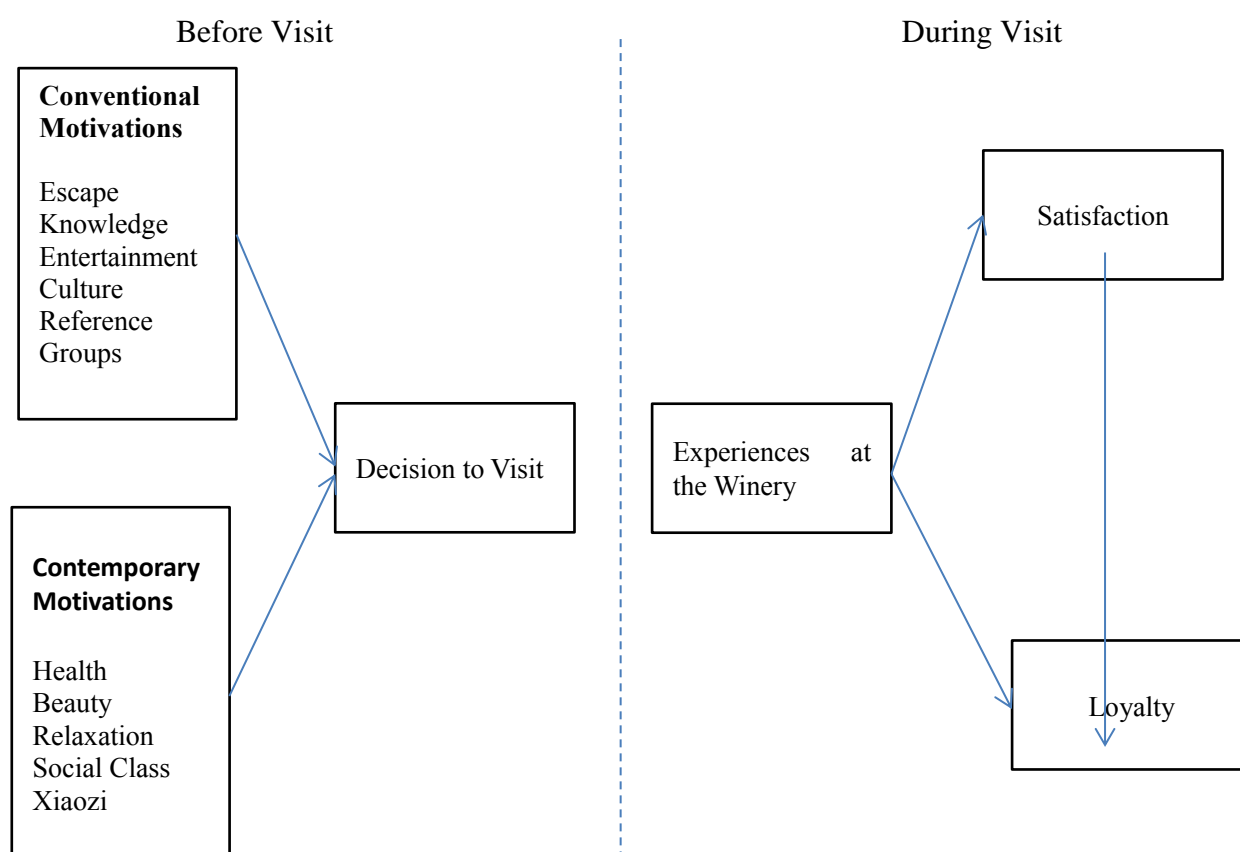 Before Visit
During Visit
Conventional
Motivations
Escape
Knowledge
Entertainment
Culture
Reference
Groups
Decision to Visit
Contemporary
Motivations
Health
Beauty
Relaxation
Social Class
Xiaozi
Satisfaction
Experiences at
the Winery
Loyalty